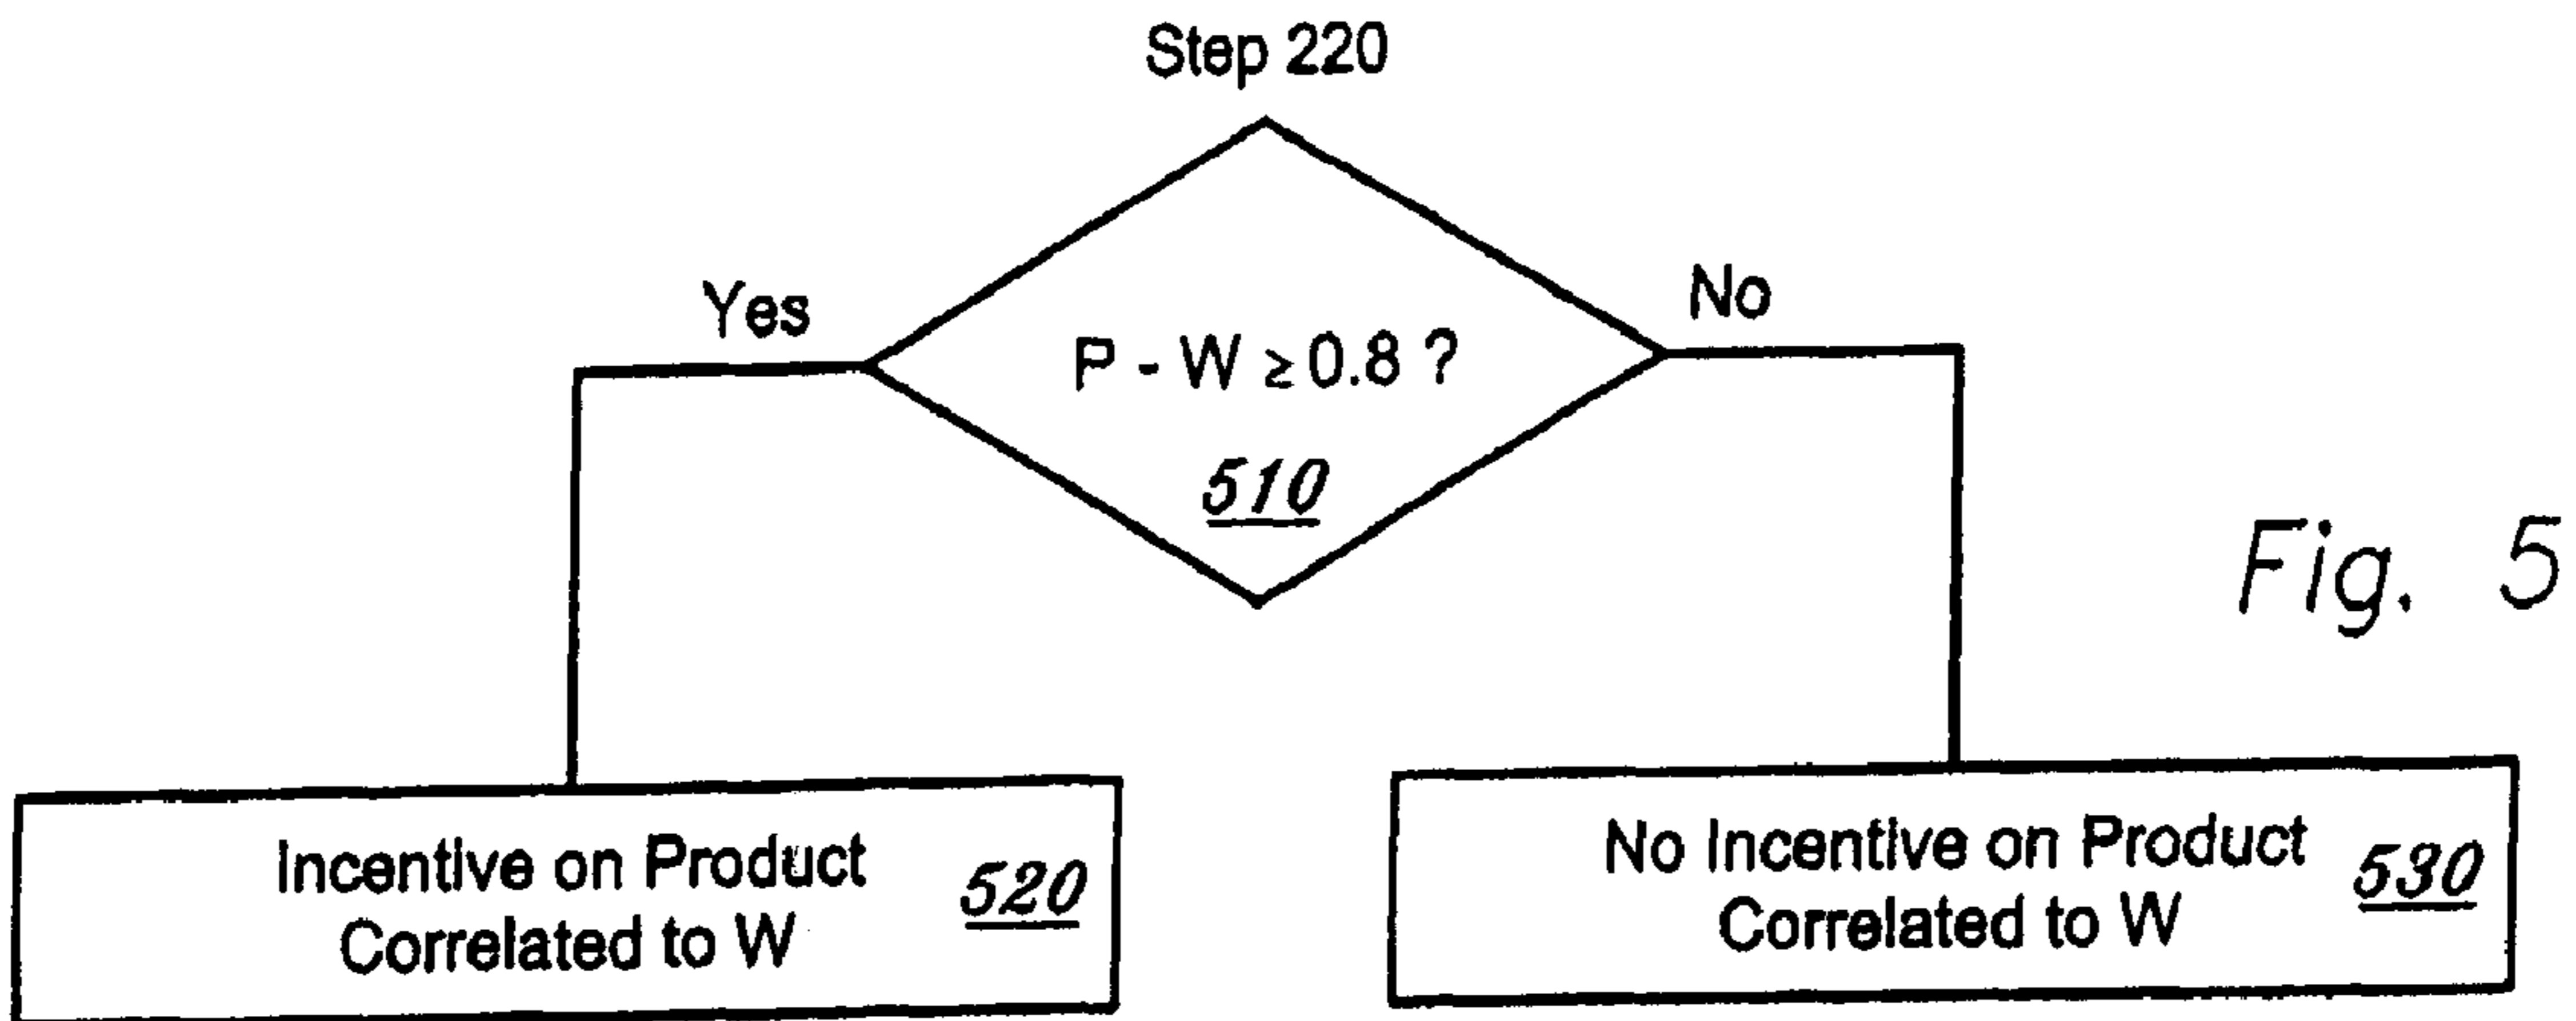 Step 220
Yes
No
P - W ≥ 0.8 ?
510
Fig. 5
Incentive on Product
Correlated to W
520
No Incentive on Product
Correlated to W
530